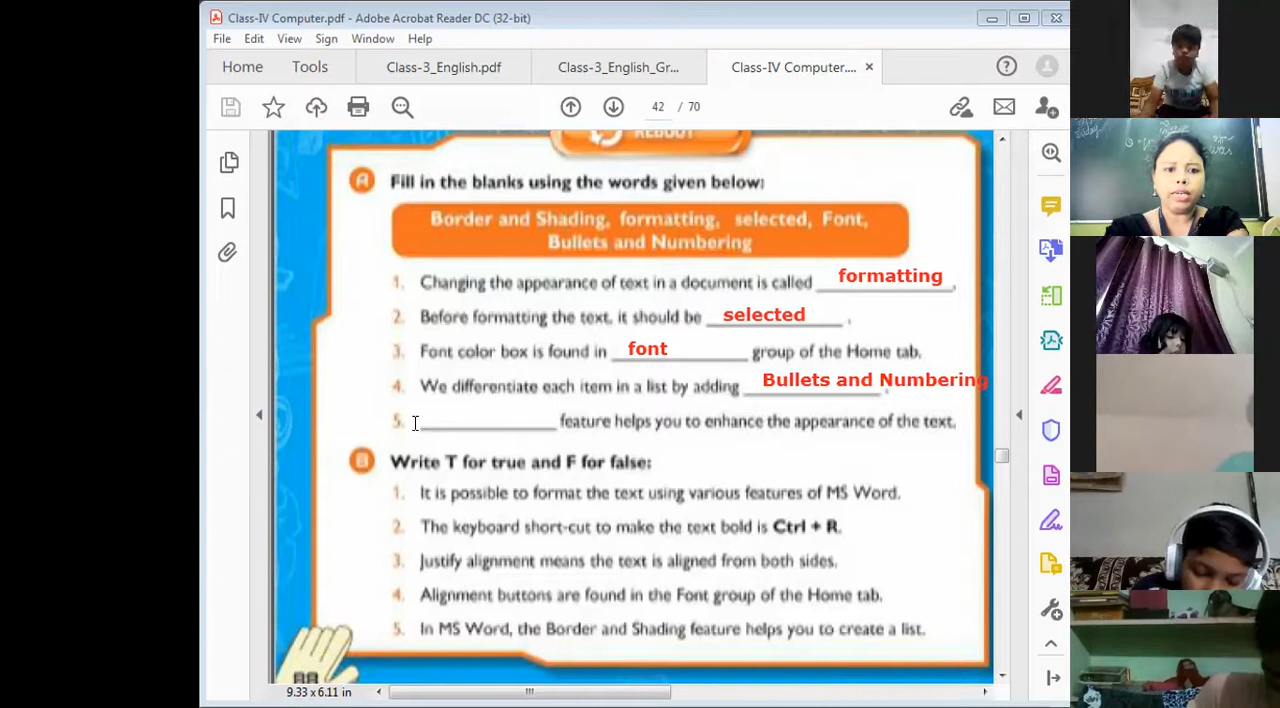 Class-IV Computer.pdf - Adobe Acrobat Reader DC (32-bit)
File Edit View Sign Window Help
Home Tools Class-3_English.pdf Class-3_English_Gr... Class-IV Computer.... ×
42 / 70
REBOOT
A Fill in the blanks using the words given below:
Border and Shading, formatting, selected, Font,
Bullets and Numbering
1. Changing the appearance of text in a document is called formatting.
2. Before formatting the text, it should be selected.
3. Font color box is found in font group of the Home tab.
4. We differentiate each item in a list by adding Bullets and Numbering.
5. ____________ feature helps you to enhance the appearance of the text.
B Write T for true and F for false:
1. It is possible to format the text using various features of MS Word.
2. The keyboard short-cut to make the text bold is Ctrl + R.
3. Justify alignment means the text is aligned from both sides.
4. Alignment buttons are found in the Font group of the Home tab.
5. In MS Word, the Border and Shading feature helps you to create a list.
9.33 x 6.11 in